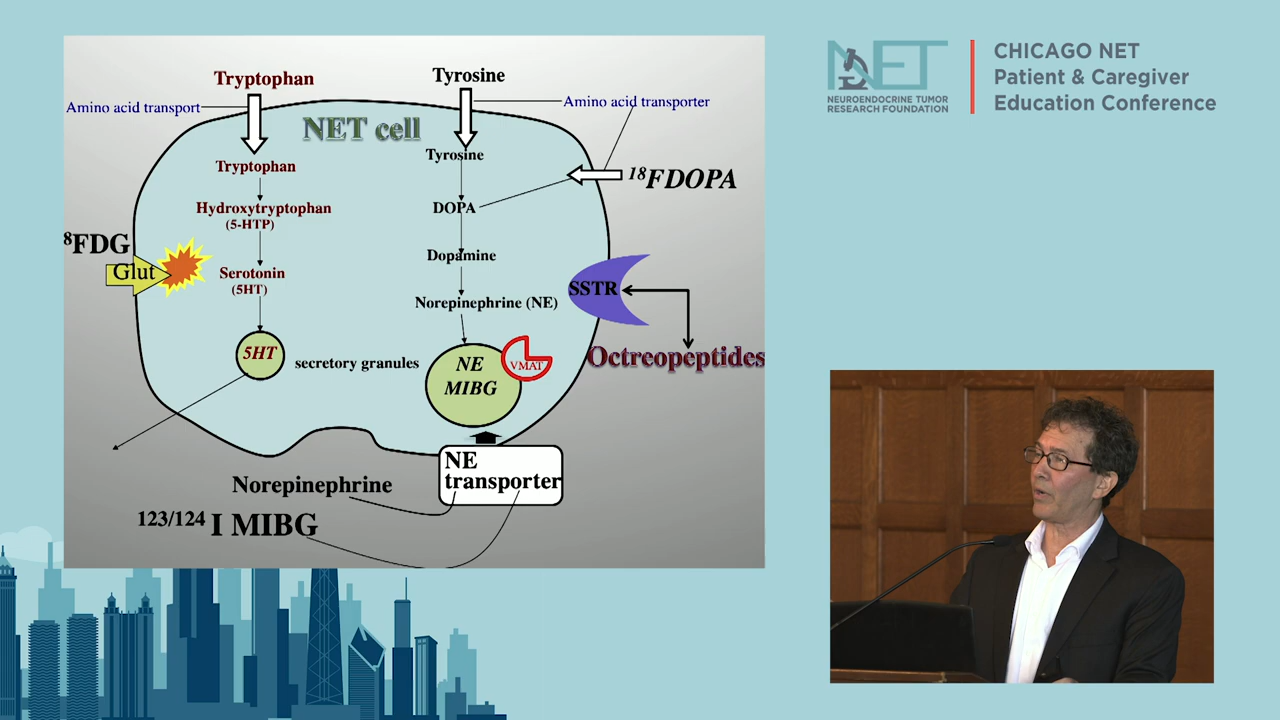 Tryptophan
Tyrosine
Amino acid transport
Amino acid transporter
NET cell
Tyrosine
Tryptophan
18FDOPA
Hydroxytryptophan
(5-HTP)
DOPA
8FDG
Glut
Dopamine
Serotonin
(5HT)
SSTR
Norepinephrine (NE)
5HT
secretory granules
NE
MIBG
VMAT
Octreopeptides
NE
transporter
Norepinephrine
123/124 I MIBG
NET
NEUROENDOCRINE TUMOR
RESEARCH FOUNDATION
CHICAGO NET
Patient & Caregiver
Education Conference